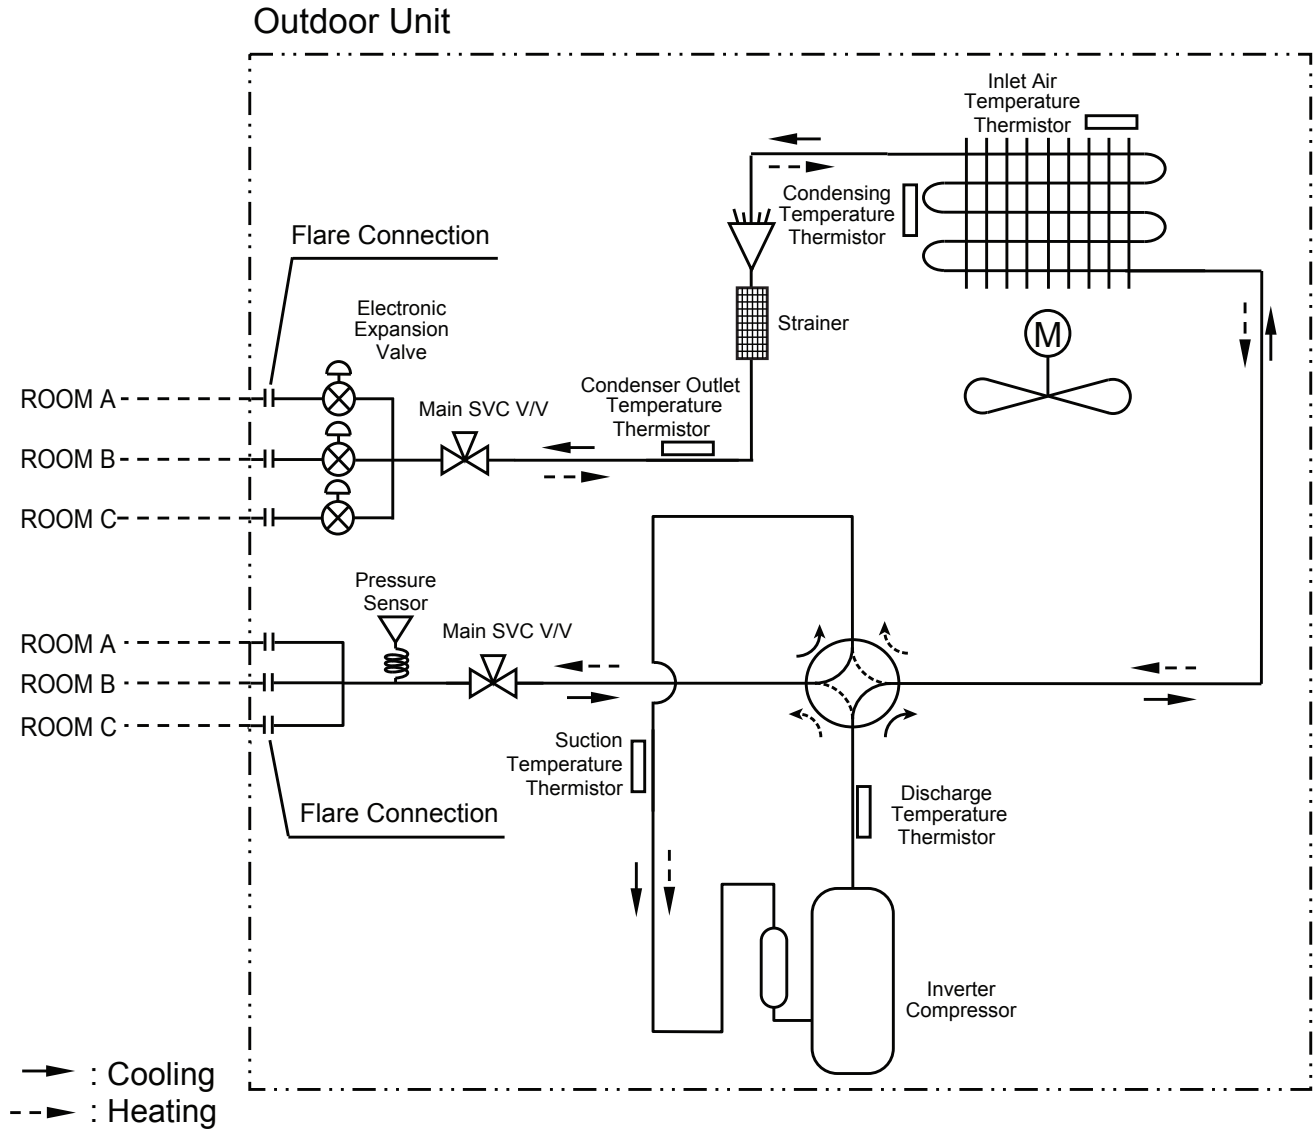 Outdoor Unit
Inlet Air
Temperature
Thermistor
Condensing
Temperature
Thermistor
Flare Connection
Electronic
Expansion
Valve
Strainer
M
Condenser Outlet
Temperature
Thermistor
Main SVC V/V
ROOM A
ROOM B
ROOM C
Pressure
Sensor
Main SVC V/V
ROOM A
ROOM B
ROOM C
Suction
Temperature
Thermistor
Flare Connection
Discharge
Temperature
Thermistor
Inverter
Compressor
: Cooling
: Heating